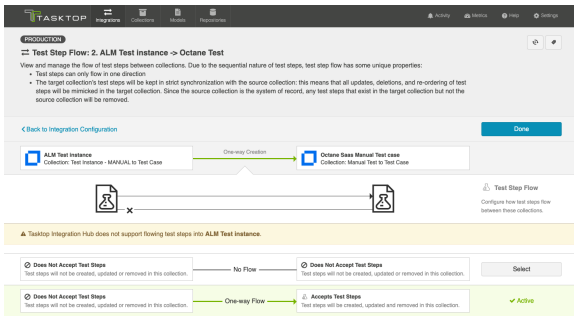 TASKTOP
Integrations
Collections
Models
Repositories
Activity
Metrics
Help
Settings
PRODUCTION
Test Step Flow: 2. ALM Test instance -> Octane Test
View and manage the flow of test steps between collections. Due to the sequential nature of test steps, test step flow has some unique properties:
• Test steps can only flow in one direction
• The target collection's test steps will be kept in strict synchronization with the source collection: this means that all updates, deletions, and re-ordering of test
steps will be mimicked in the target collection. Since the source collection is the system of record, any test steps that exist in the target collection but not the
source collection will be removed.
Back to Integration Configuration
Done
ALM Test instance
Collection: Test Instance - MANUAL to Test Case
One-way Creation
Octane Saas Manual Test case
Collection: Manual Test to Test Case
Test Step Flow
Configure how test steps flow
between these collections.
Tasktop Integration Hub does not support flowing test steps into ALM Test instance.
Does Not Accept Test Steps
Test steps will not be created, updated or removed in this collection.
No Flow
Does Not Accept Test Steps
Test steps will not be created, updated or removed in this collection.
Select
Does Not Accept Test Steps
Test steps will not be created, updated or removed in this collection.
One-way Flow
Accepts Test Steps
Test steps will be created, updated and removed in this collection.
Active